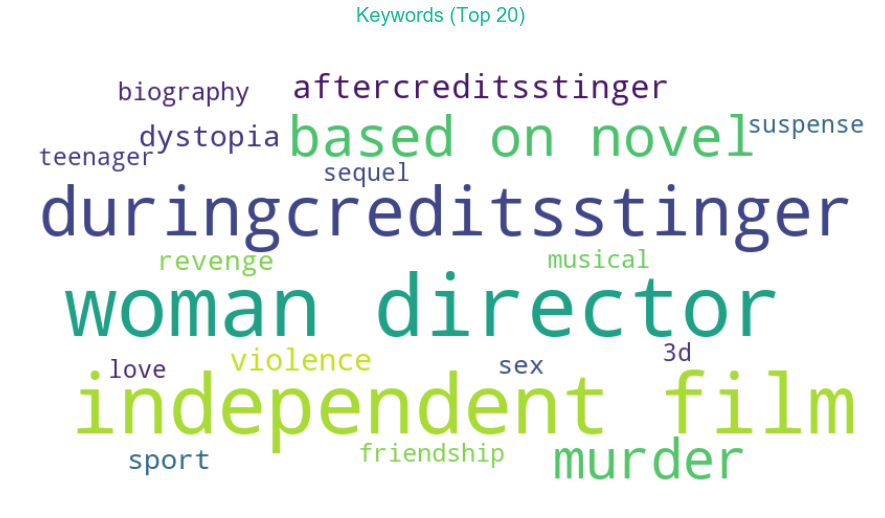 Keywords (Top 20)
biography
aftercreditsstinger
dystopia
based on novel
suspense
teenager
sequel
duringcreditsstinger
revenge
musical
woman director
love
violence
sex
3d
independent film
sport
friendship
murder